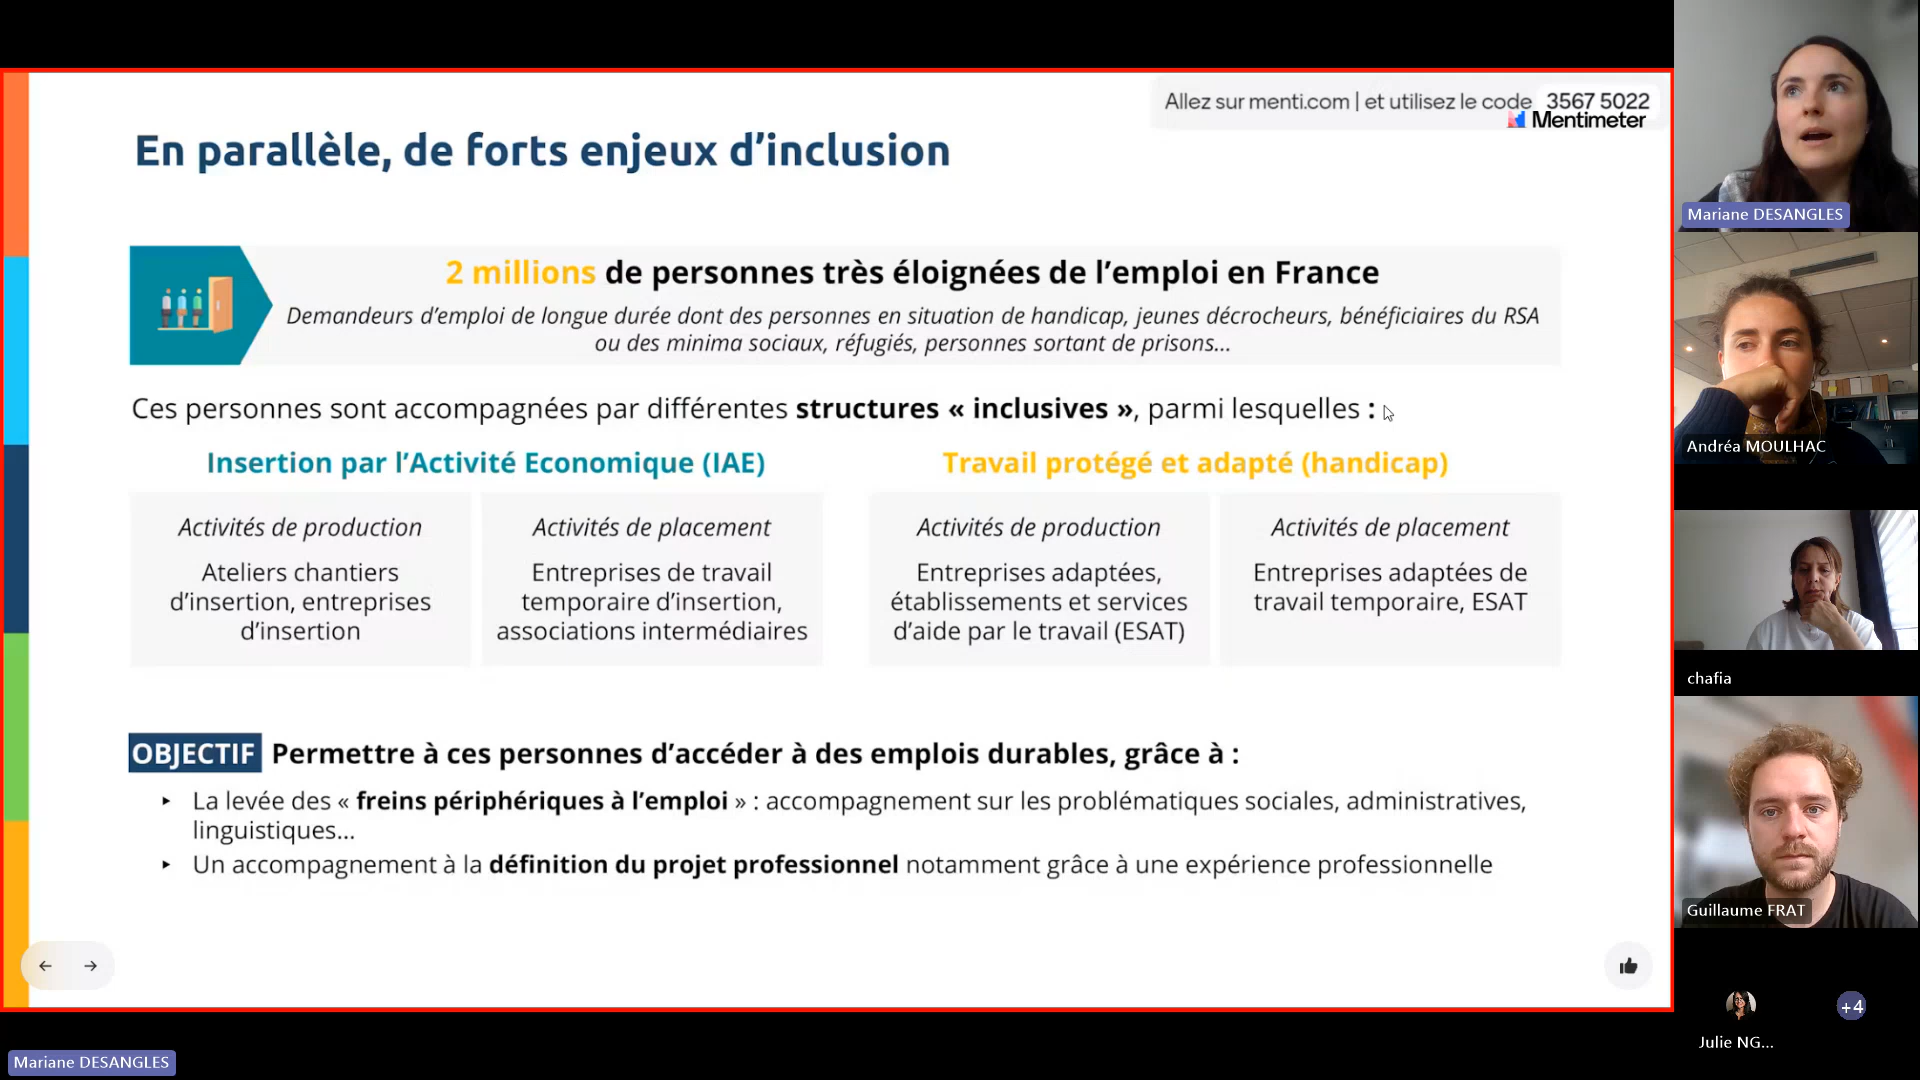 Allez sur menti.com | et utilisez le code 3567 5022
Mentimeter
En parallèle, de forts enjeux d’inclusion
2 millions de personnes très éloignées de l’emploi en France
Demandeurs d’emploi de longue durée dont des personnes en situation de handicap, jeunes décrocheurs, bénéficiaires du RSA
ou des minima sociaux, réfugiés, personnes sortant de prisons…
Ces personnes sont accompagnées par différentes structures « inclusives », parmi lesquelles :
Insertion par l’Activité Economique (IAE)
Activités de production
Ateliers chantiers
d’insertion, entreprises
d’insertion
Activités de placement
Entreprises de travail
temporaire d’insertion,
associations intermédiaires
Travail protégé et adapté (handicap)
Activités de production
Entreprises adaptées,
établissements et services
d’aide par le travail (ESAT)
Activités de placement
Entreprises adaptées de
travail temporaire, ESAT
OBJECTIF Permettre à ces personnes d’accéder à des emplois durables, grâce à :
‣ La levée des « freins périphériques à l’emploi » : accompagnement sur les problématiques sociales, administratives,
linguistiques…
‣ Un accompagnement à la définition du projet professionnel notamment grâce à une expérience professionnelle
Mariane DESANGLES
Mariane DESANGLES
Andréa MOULHAC
chafia
Guillaume FRAT
Julie NG...
+4